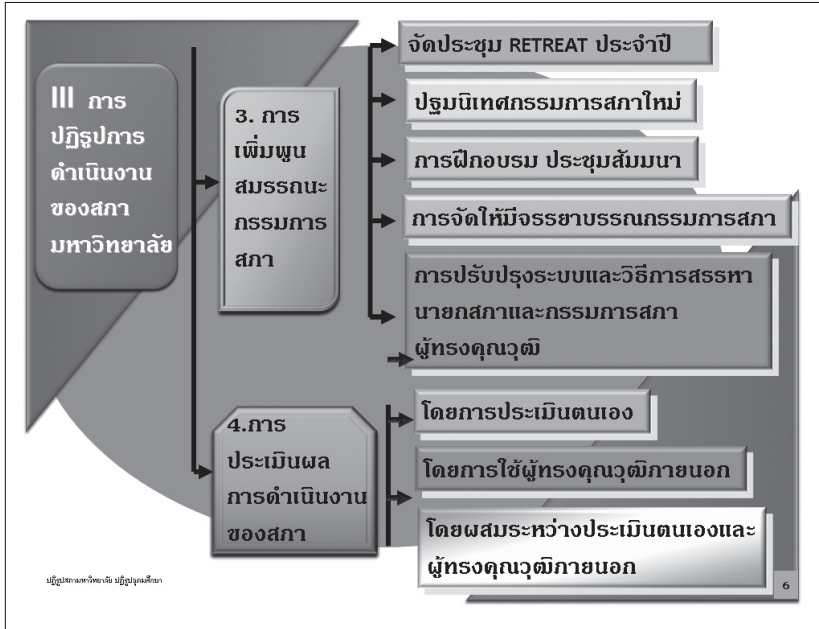 III การ
ปฏิรูปการ
ดำเนินงาน
ของสภา
มหาวิทยาลัย
3. การ
เพิ่มพูน
สมรรถนะ
กรรมการ
สภา
จัดประชุม RETREAT ประจำปี
ปฐมนิเทศกรรมการสภาใหม่
การฝึกอบรม ประชุมสัมมนา
การจัดให้มีจรรยาบรรณกรรมการสภา
การปรับปรุงระบบและวิธีการสรรหา
นายกสภาและกรรมการสภา
ผู้ทรงคุณวุฒิ
4.การ
ประเมินผล
การดำเนินงาน
ของสภา
โดยการประเมินตนเอง
โดยการใช้ผู้ทรงคุณวุฒิภายนอก
โดยผสมระหว่างประเมินตนเองและ
ผู้ทรงคุณวุฒิภายนอก
ปฏิรูปสภามหาวิทยาลัย ปฏิรูปอุดมศึกษา
6